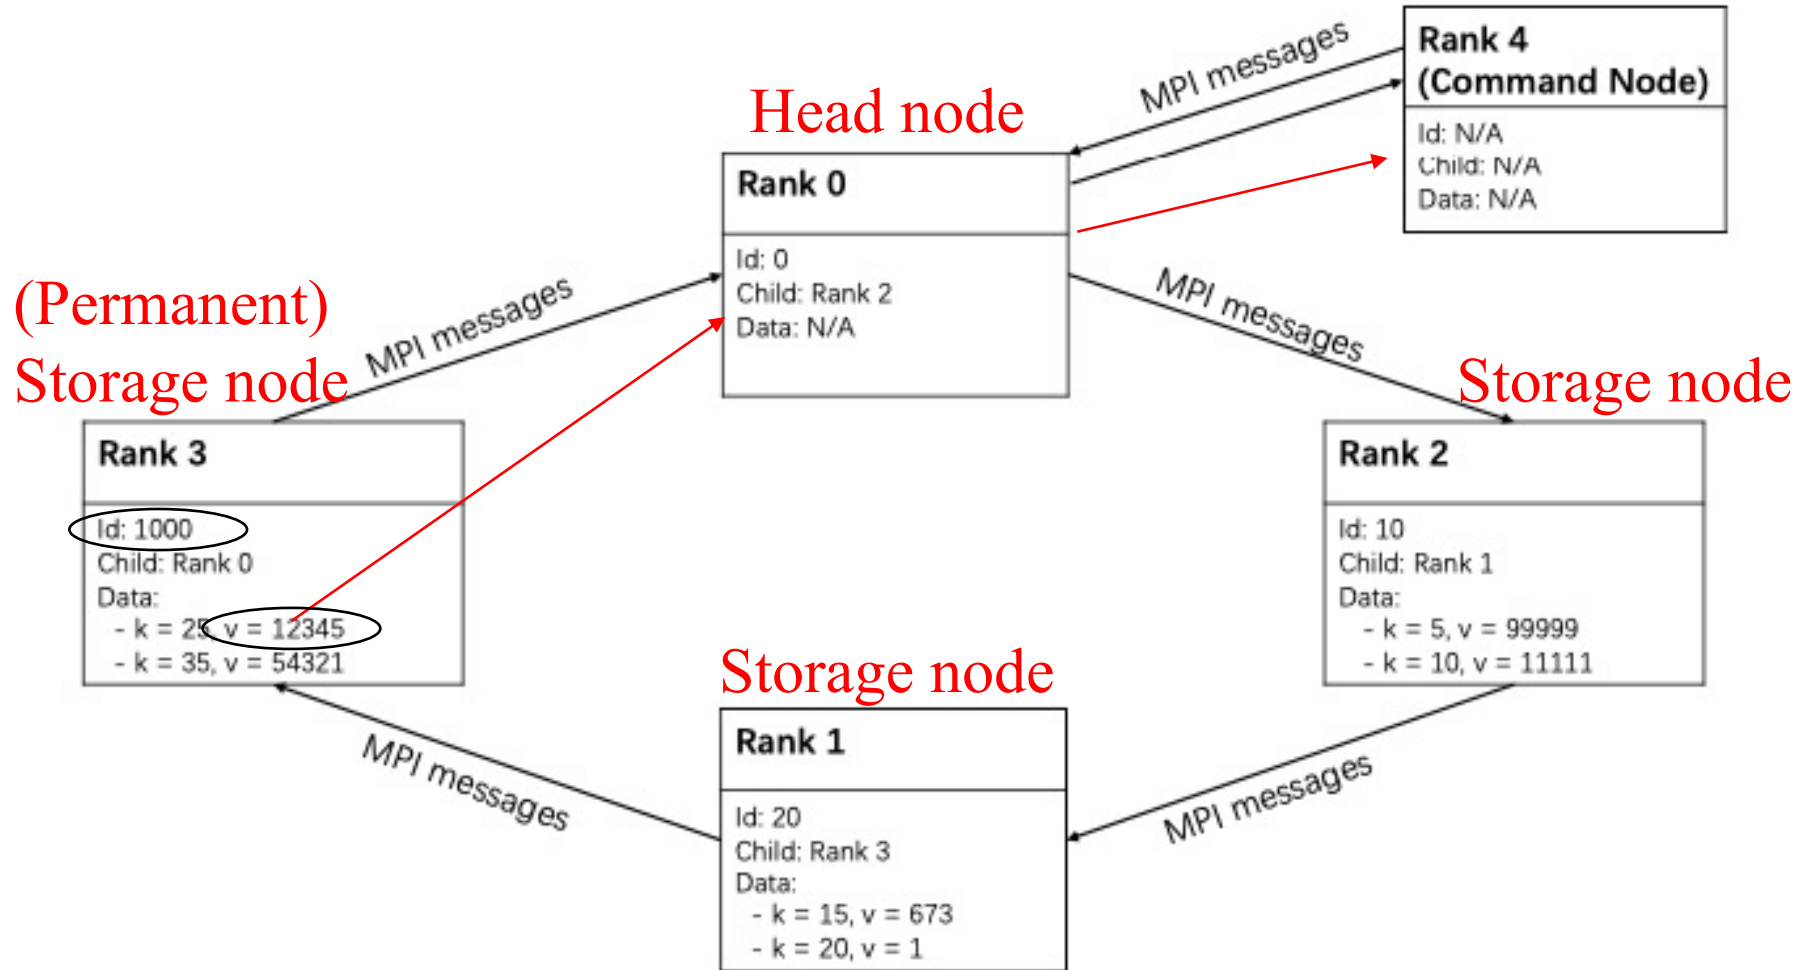 Rank 4
(Command Node)
Id: N/A
Child: N/A
Data: N/A
MPI messages
Head node
Rank 0
Id: 0
Child: Rank 2
Data: N/A
MPI messages
MPI messages
(Permanent)
Storage node
Rank 3
Id: 1000
Child: Rank 0
Data:
- k = 25, v = 12345
- k = 35, v = 54321
Storage node
Rank 2
Id: 10
Child: Rank 1
Data:
- k = 5, v = 99999
- k = 10, v = 11111
Storage node
Rank 1
Id: 20
Child: Rank 3
Data:
- k = 15, v = 673
- k = 20, v = 1
MPI messages
MPI messages